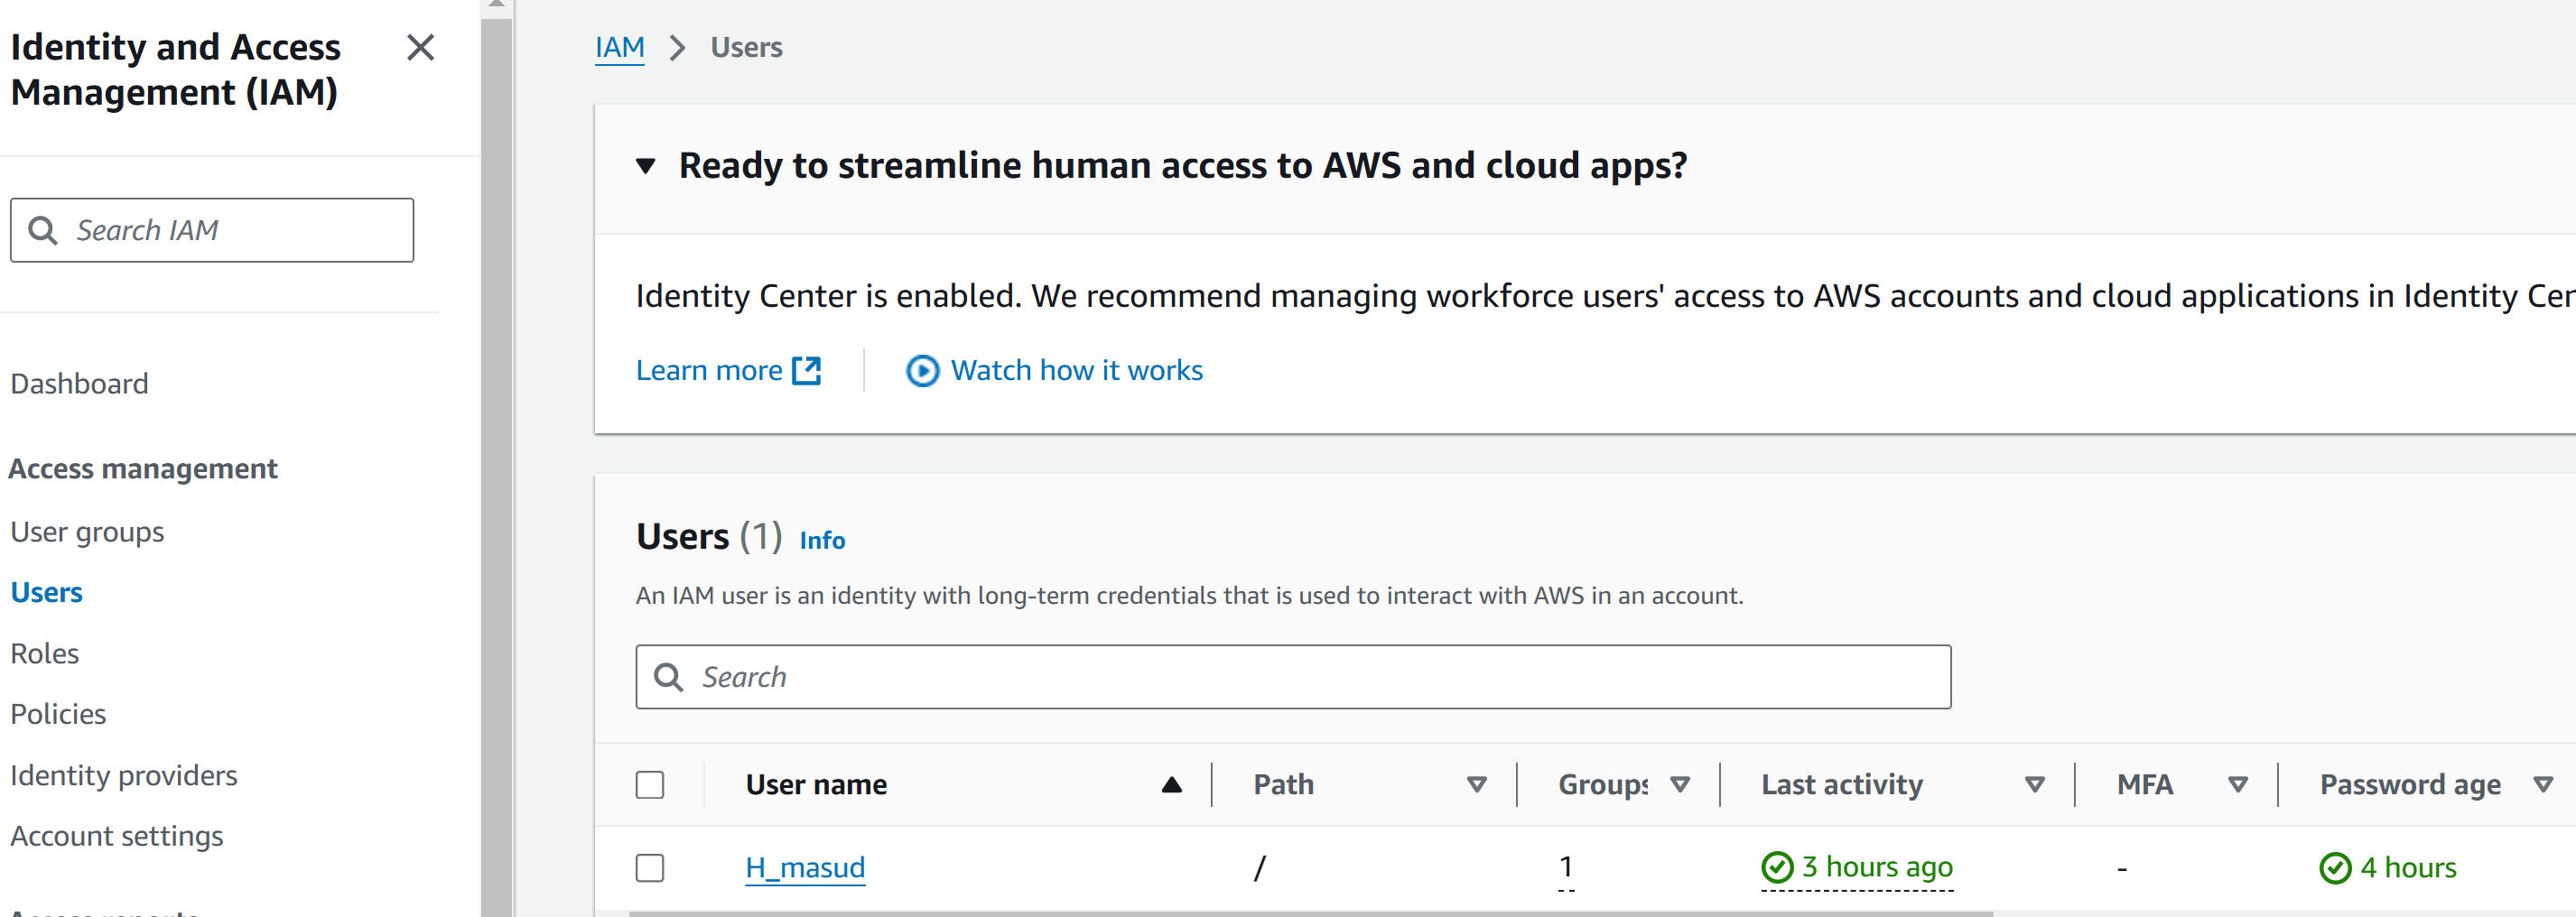 Identity and Access
Management (IAM)
Search IAM
Dashboard
Access management
User groups
Users
Roles
Policies
Identity providers
Account settings
IAM > Users
Ready to streamline human access to AWS and cloud apps?
Identity Center is enabled. We recommend managing workforce users' access to AWS accounts and cloud applications in Identity Cen
Learn more
Watch how it works
Users (1) Info
An IAM user is an identity with long-term credentials that is used to interact with AWS in an account.
Search
User name Path Groups Last activity MFA Password age
H_masud / 1 3 hours ago - 4 hours